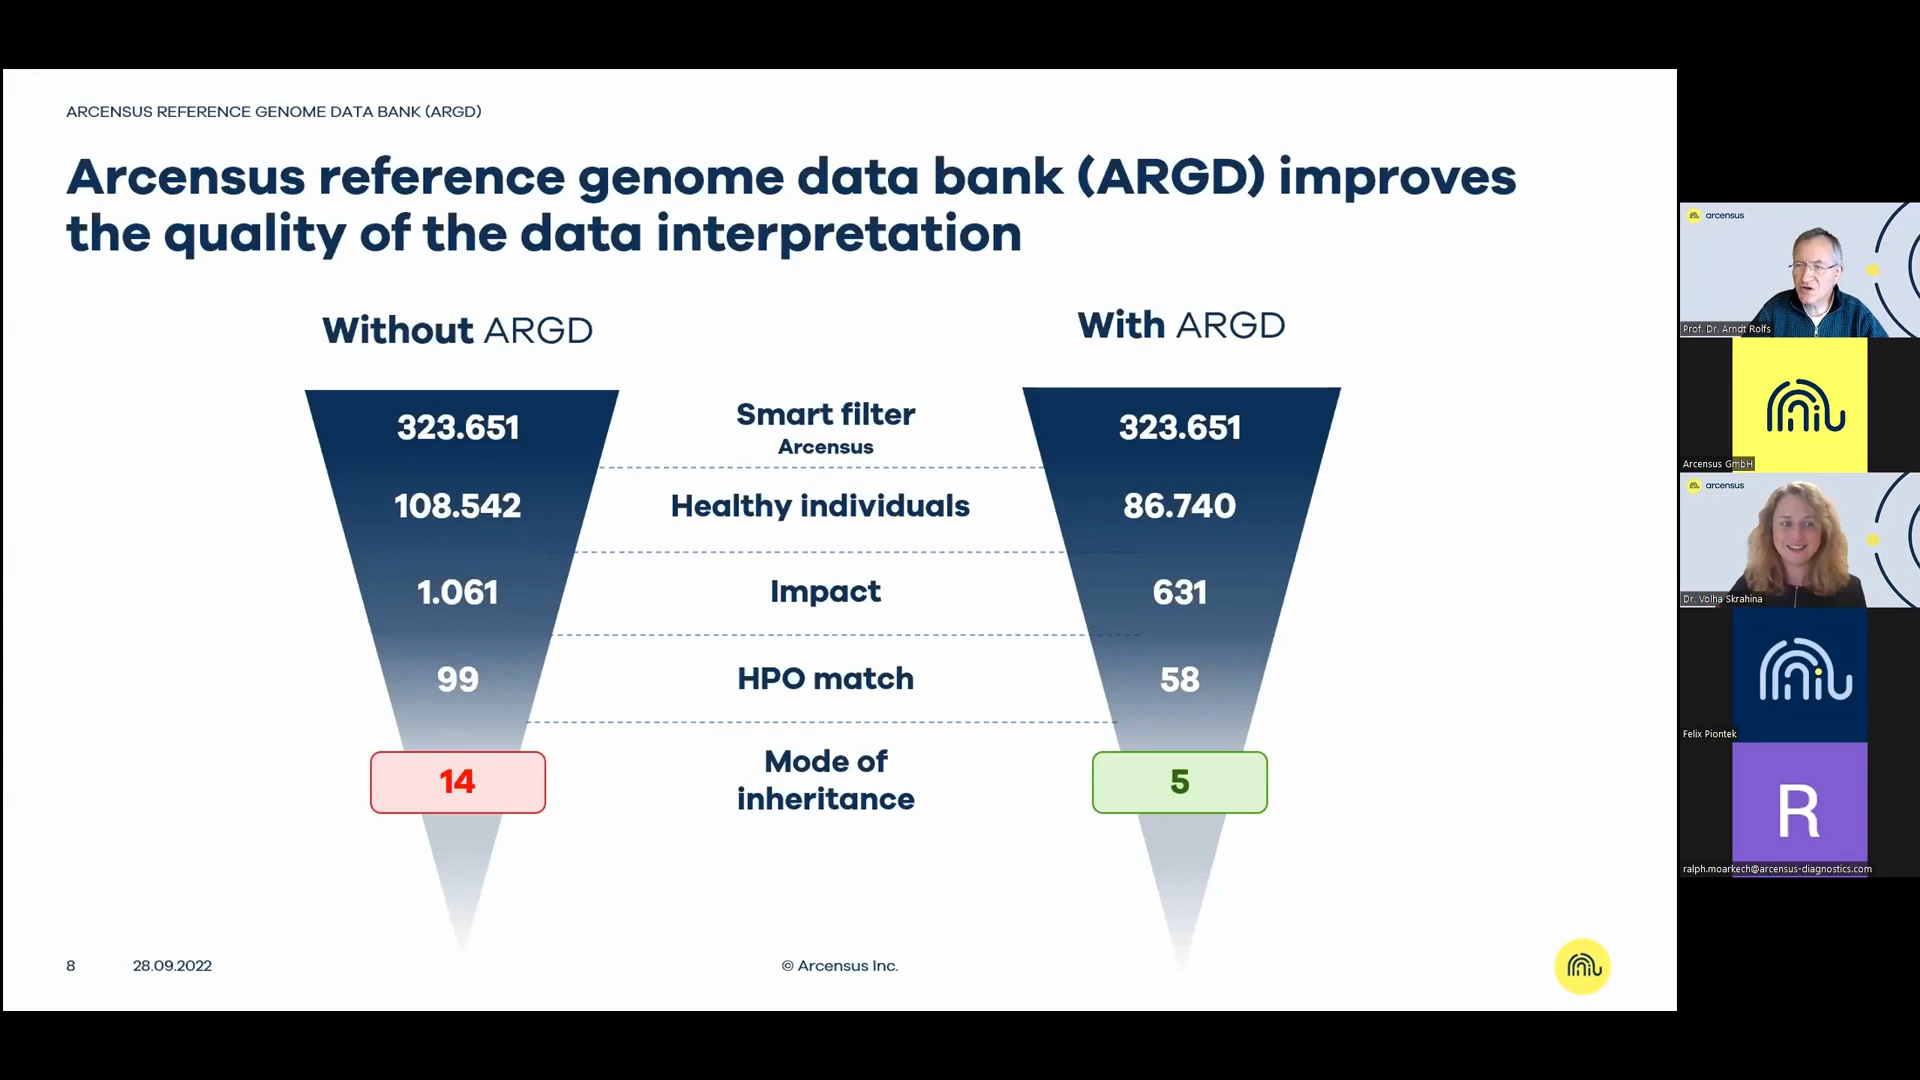 ARCENSUS REFERENCE GENOME DATA BANK (ARGD)
Arcensus reference genome data bank (ARGD) improves
the quality of the data interpretation
Without ARGD
With ARGD
323.651
Smart filter
Arcensus
323.651
108.542
Healthy individuals
86.740
1.061
Impact
631
99
HPO match
58
14
Mode of
inheritance
5
8
28.09.2022
© Arcensus Inc.
arcensus
Prof. Dr. Arndt Rolfs
Arcensus GmbH
arcensus
Dr. Volha Skrahina
Felix Piontek
R
ralph.moarkech@arcensus-diagnostics.com